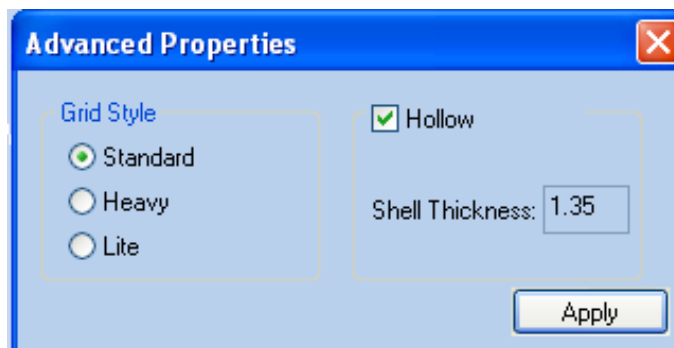 Advanced Properties
Grid Style
Standard
Heavy
Lite
Hollow
Shell Thickness: 1.35
Apply